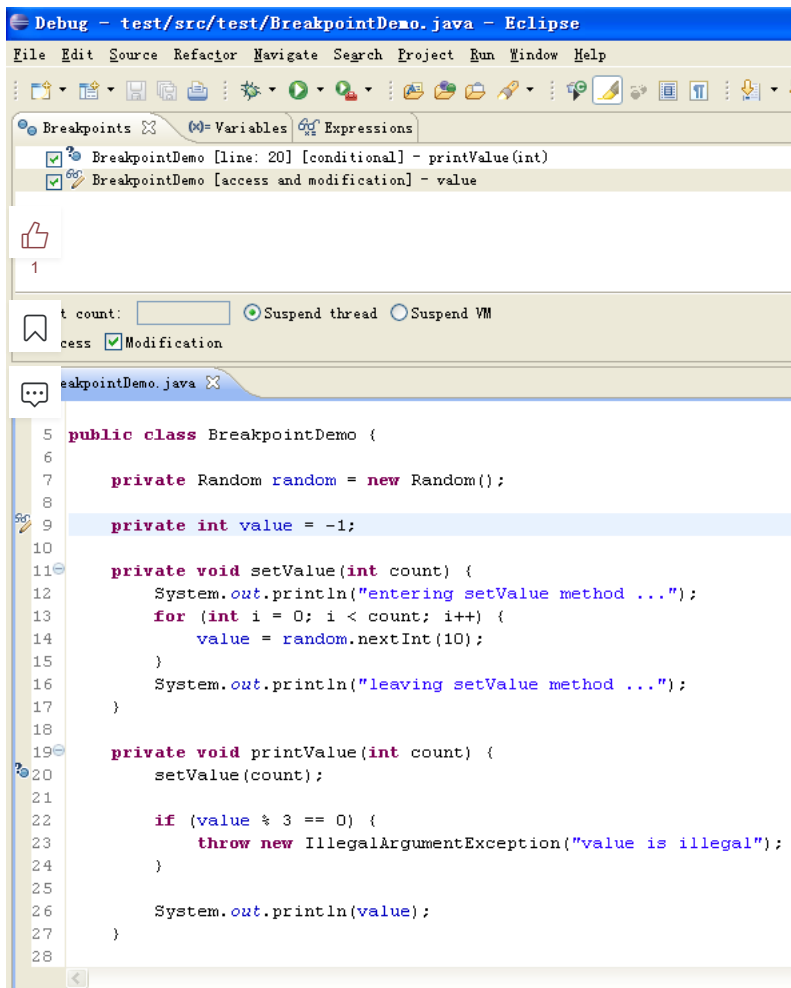 Debug - test/src/test/BreakpointDemo.java - Eclipse
File Edit Source Refactor Navigate Search Project Run Window Help
Breakpoints (x)= Variables Expressions
BreakpointDemo [line: 20] [conditional] - printValue(int)
BreakpointDemo [access and modification] - value
1
t count: Suspend thread Suspend VM
cess Modification
eakpointDemo.java
5 public class BreakpointDemo {
6
7 private Random random = new Random();
8
9 private int value = -1;
10
11 private void setValue(int count) {
12 System.out.println("entering setValue method ...");
13 for (int i = 0; i < count; i++) {
14 value = random.nextInt(10);
15 }
16 System.out.println("leaving setValue method ...");
17 }
18
19 private void printValue(int count) {
20 setValue(count);
21
22 if (value % 3 == 0) {
23 throw new IllegalArgumentException("value is illegal");
24 }
25
26 System.out.println(value);
27 }
28